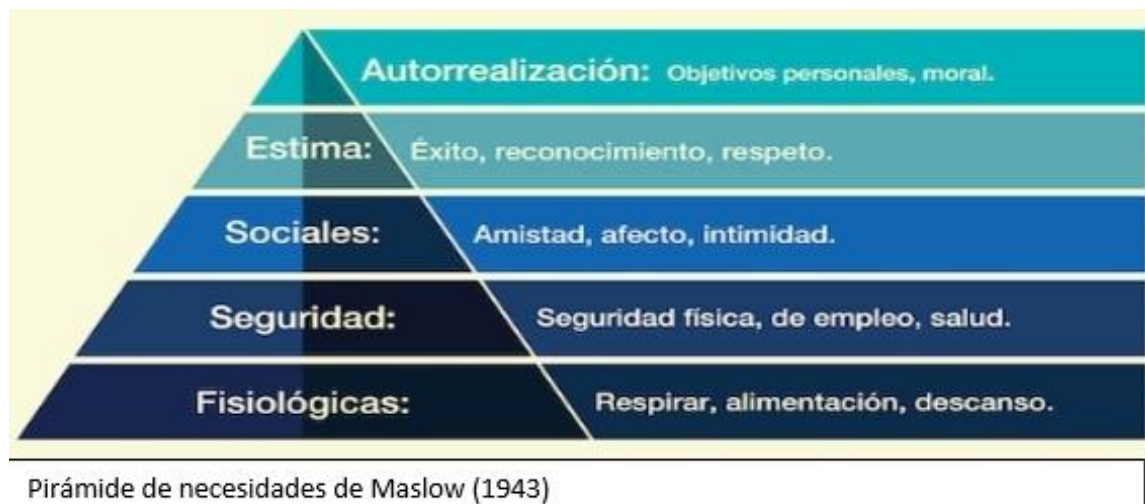 Autorrealización: Objetivos personales, moral.
Estima: Éxito, reconocimiento, respeto.
Sociales: Amistad, afecto, intimidad.
Seguridad: Seguridad física, de empleo, salud.
Fisiológicas: Respirar, alimentación, descanso.
Pirámide de necesidades de Maslow (1943)